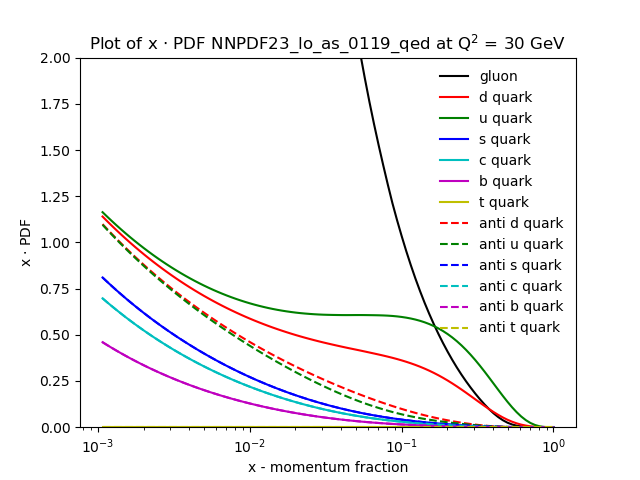 Plot of x · PDF NNPDF23_lo_as_0119_qed at Q² = 30 GeV
2.00
1.75
1.50
1.25
1.00
0.75
0.50
0.25
0.00
x · PDF
gluon
d quark
u quark
s quark
c quark
b quark
t quark
anti d quark
anti u quark
anti s quark
anti c quark
anti b quark
anti t quark
10⁻³ 10⁻² 10⁻¹ 10⁰
x - momentum fraction